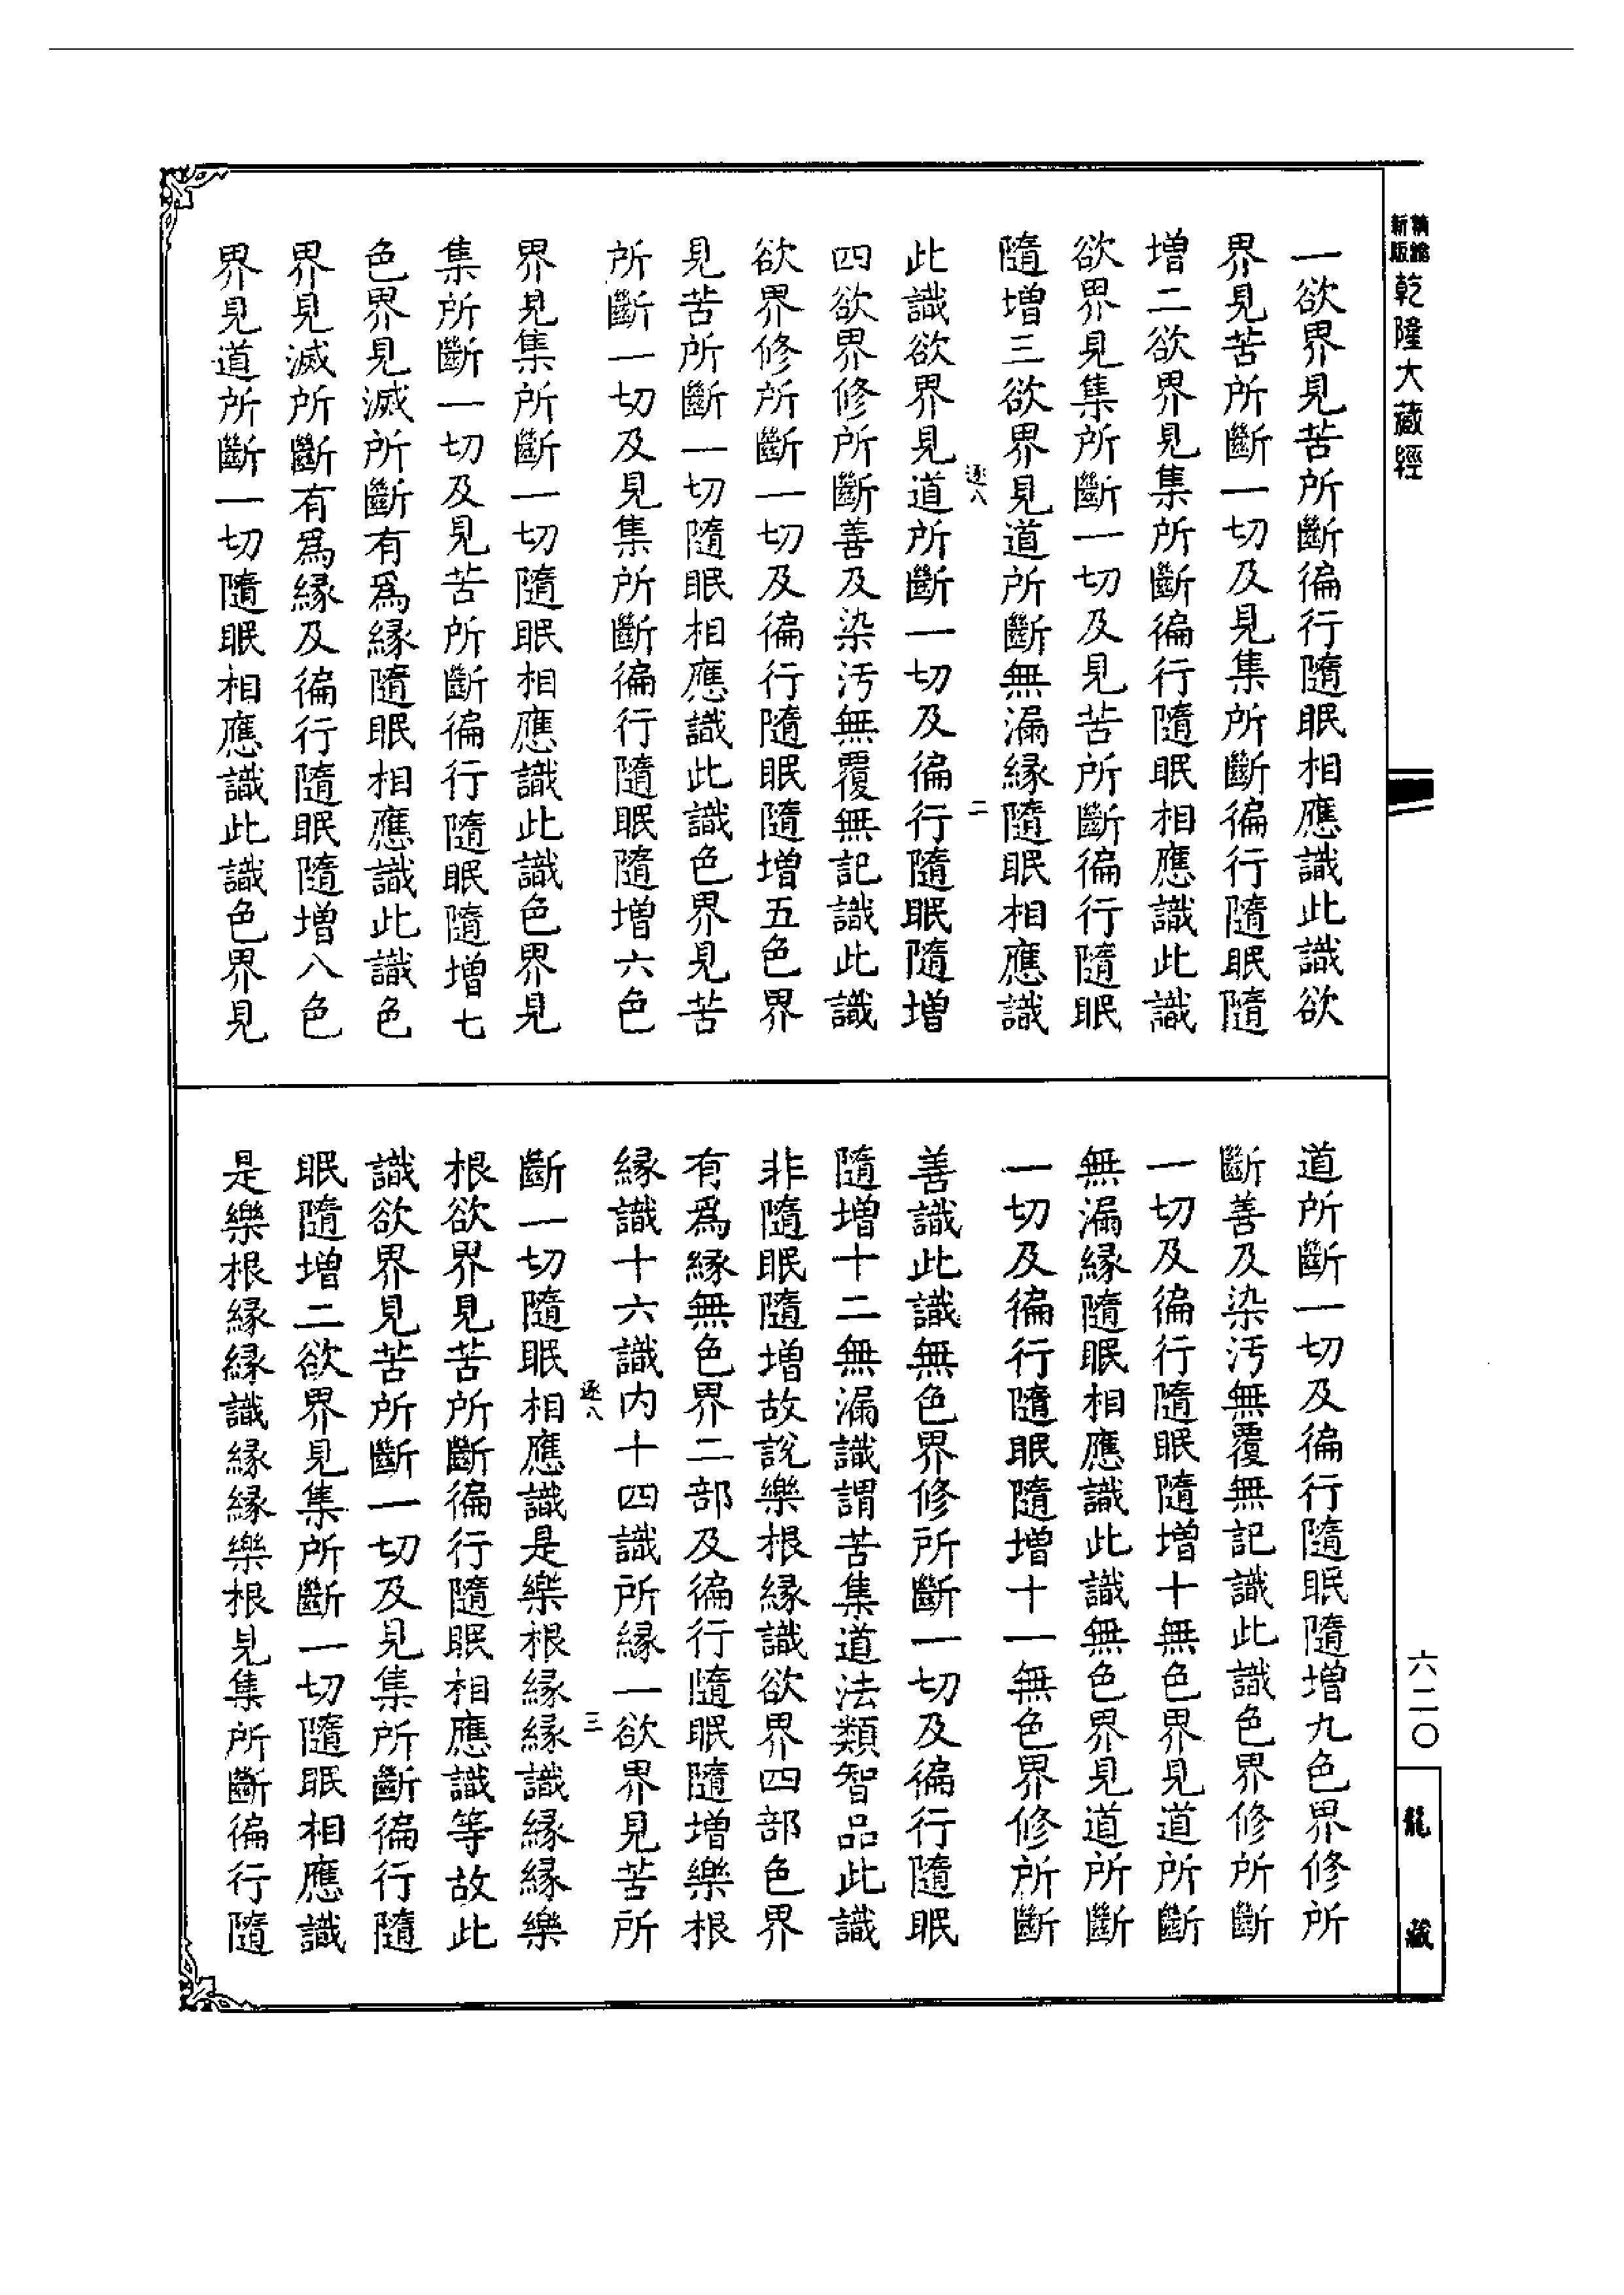 新版
精縮
乾隆大藏經
一欲界見苦所斷徧行隨眠相應識此識欲
界見苦所斷一切及見集所斷徧行隨眠隨
增二欲界見集所斷徧行隨眠相應識此識
欲界見集所斷一切及見苦所斷徧行隨眠
隨增三欲界見道所斷無漏緣隨眠相應識
逐八
二
此識欲界見道所斷一切及徧行隨眠隨增
四欲界修所斷善及染汚無覆無記識此識
欲界修所斷一切及徧行隨眠隨增五色界
見苦所斷一切隨眠相應識此識色界見苦
所斷一切及見集所斷徧行隨眠隨增六色
界見集所斷一切隨眠相應識此識色界見
集所斷一切及見苦所斷徧行隨眠隨增七
色界見滅所斷有爲緣隨眠相應識此識色
界見滅所斷有爲緣及徧行隨眠隨增八色
界見道所斷一切隨眠相應識此識色界見
道所斷一切及徧行隨眠隨增九色界修所
斷善及染汚無覆無記識此識色界修所斷
一切及徧行隨眠隨增十無色界見道所斷
無漏緣隨眠相應識此識無色界見道所斷
一切及徧行隨眠隨增十一無色界修所斷
善識此識無色界修所斷一切及徧行隨眠
隨增十二無漏識謂苦集道法類智品此識
非隨眠隨增故說樂根緣識欲界四部色界
有爲緣無色界二部及徧行隨眠隨增樂根
緣識十六識内十四識所緣一欲界見苦所
逐八
三
斷一切隨眠相應識是樂根緣緣識緣緣樂
根欲界見苦所斷徧行隨眠相應識等故此
識欲界見苦所斷一切及見集所斷徧行隨
眠隨增二欲界見集所斷一切隨眠相應識
是樂根緣緣識緣緣樂根見集所斷徧行隨
六二〇
龍藏